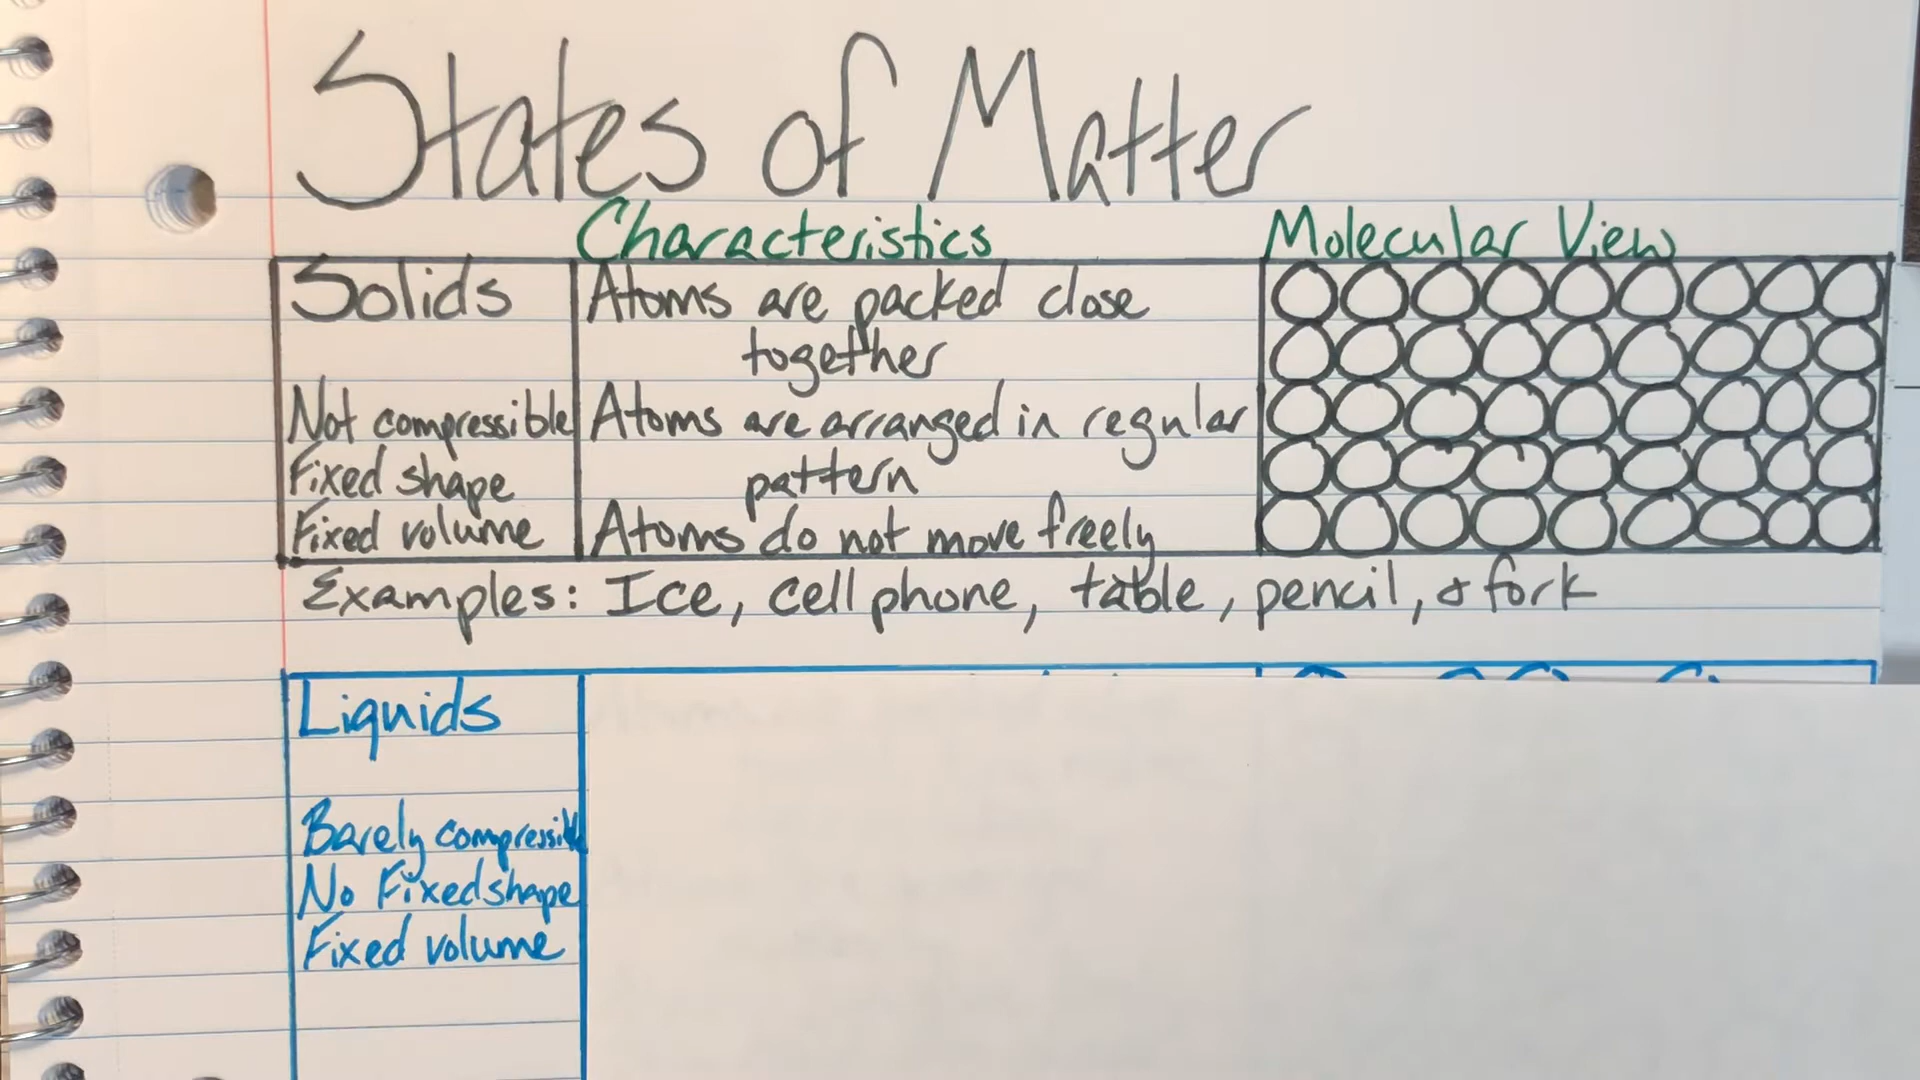 States of Matter
Characteristics
Molecular View
Solids
Not compressible
Fixed shape
Fixed volume
Atoms are packed close
together
Atoms are arranged in regular
pattern
Atoms do not move freely
Examples: Ice, cell phone, table, pencil, & fork
Liquids
Barely compressible
No Fixed shape
Fixed volume